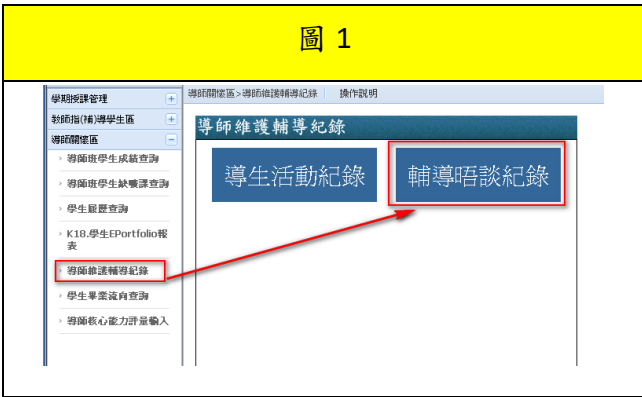 圖 1
學期授課管理
教師指(補)導學生區
導師關懷區
導師班學生成績查詢
導師班學生缺曠課查詢
學生履歷查詢
K18.學生EPortfolio報
表
導師維護輔導紀錄
學生畢業流向查詢
導師核心能力評量輸入
導師關懷區>導師維護輔導紀錄 操作說明
導師維護輔導紀錄
導生活動紀錄 輔導晤談紀錄